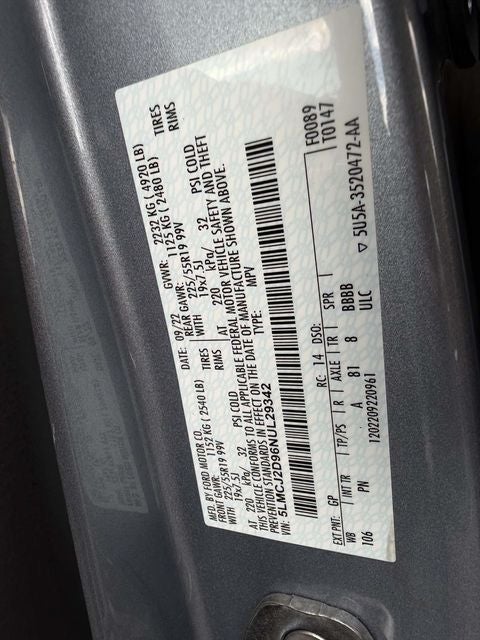 MFD. BY FORD MOTOR CO.
DATE: 09/22 GVWR: 2232 KG ( 4920 LB)
FRONT GAWR: 1152 KG ( 2540 LB) REAR GAWR: 1125 KG ( 2480 LB)
WITH 225/55R19 99V TIRES WITH 225/55R19 99V TIRES
19x7.5J RIMS 19x7.5J RIMS
AT 220 kPa/ 32 PSI COLD AT 220 kPa/ 32 PSI COLD
THIS VEHICLE CONFORMS TO ALL APPLICABLE FEDERAL MOTOR VEHICLE SAFETY AND THEFT
PREVENTION STANDARDS IN EFFECT ON THE DATE OF MANUFACTURE SHOWN ABOVE.
VIN: 5LMCJ2D96NUL29342 TYPE: MPV
F0089
T0147
EXT PNT: GP RC: 14 DSO:
WB INT TR TP/PS R AXLE TR SPR
106 PN A 81 8 BBBB
1202209220961 ULC
▽ 5U5A-3520472-AA